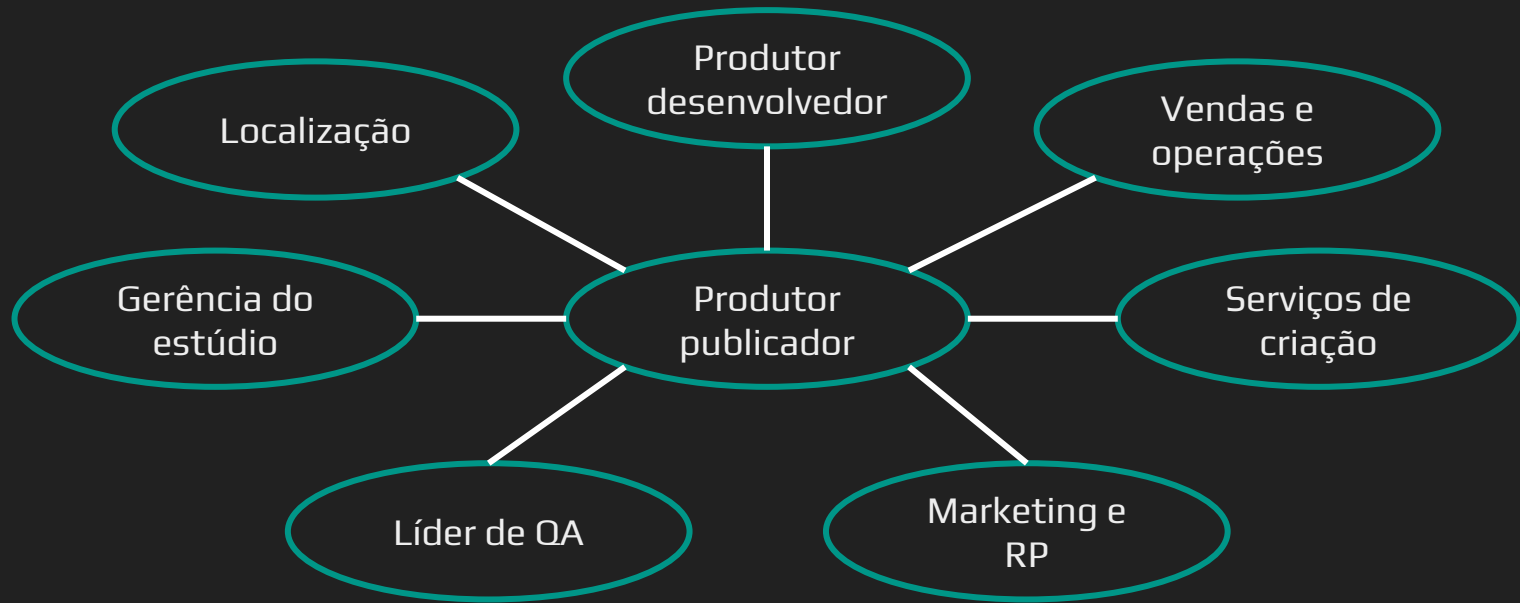 Produtor
desenvolvedor
Localização
Vendas e
operações
Gerência do
estúdio
Produtor
publicador
Serviços de
criação
Líder de QA
Marketing e
RP